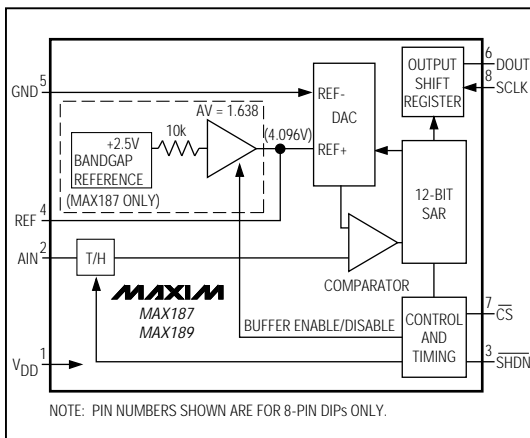 OUTPUT
SHIFT
REGISTER
6
DOUT
8
SCLK
GND
5
REF-
DAC
REF+
AV = 1.638
+2.5V
BANDGAP
REFERENCE
10k
(4.096V)
(MAX187 ONLY)
12-BIT
SAR
REF
4
AIN
2
T/H
COMPARATOR
MAXIM
MAX187
MAX189
BUFFER ENABLE/DISABLE
CONTROL
AND
TIMING
7
CS
3
SHDN
VDD
1
NOTE: PIN NUMBERS SHOWN ARE FOR 8-PIN DIPs ONLY.